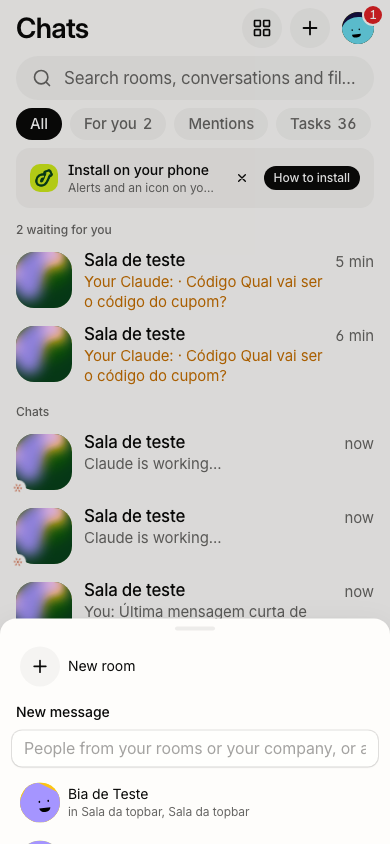 Chats
1
Search rooms, conversations and fil...
All
For you 2
Mentions
Tasks 36
Install on your phone
Alerts and an icon on yo...
How to install
2 waiting for you
Sala de teste
5 min
Your Claude: · Código Qual vai ser
o código do cupom?
Sala de teste
6 min
Your Claude: · Código Qual vai ser
o código do cupom?
Chats
Sala de teste
now
Claude is working...
Sala de teste
now
Claude is working...
Sala de teste
now
You: Última mensagem curta de
New room
New message
People from your rooms or your company, or a
Bia de Teste
in Sala da topbar, Sala da topbar